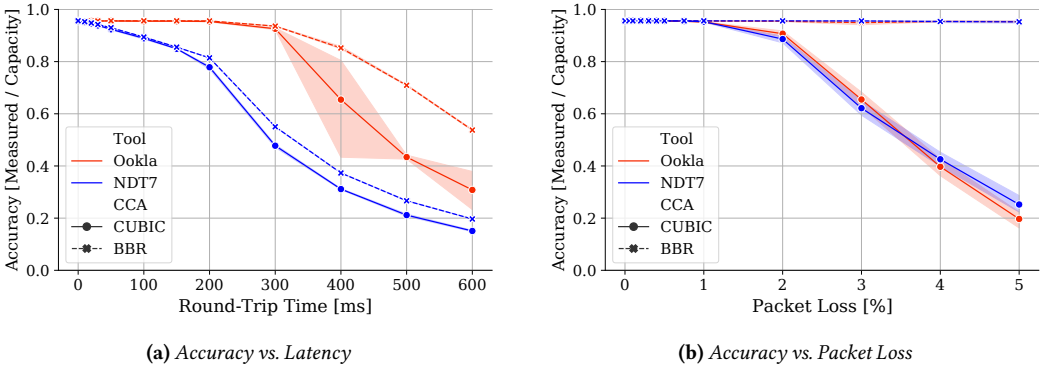 Accuracy [Measured / Capacity]
1.0
0.8
0.6
0.4
0.2
0.0
Tool
Ookla
NDT7
CCA
CUBIC
BBR
0 100 200 300 400 500 600
Round-Trip Time [ms]
(a) Accuracy vs. Latency
Accuracy [Measured / Capacity]
1.0
0.8
0.6
0.4
0.2
0.0
Tool
Ookla
NDT7
CCA
CUBIC
BBR
0 1 2 3 4 5
Packet Loss [%]
(b) Accuracy vs. Packet Loss